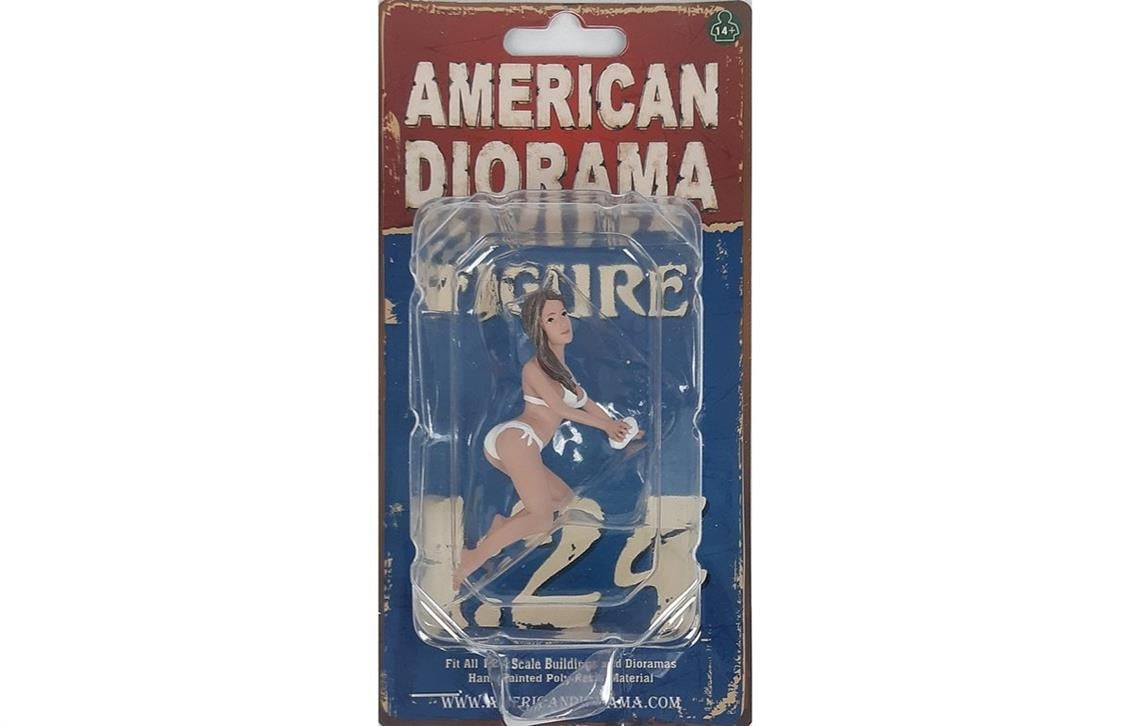 14+
AMERICAN
DIORAMA
FIGURE
1:24
Fit All 1:24 Scale Buildings and Dioramas
Hand Painted Poly-Resin Material
WWW.AMERICANDIORAMA.COM